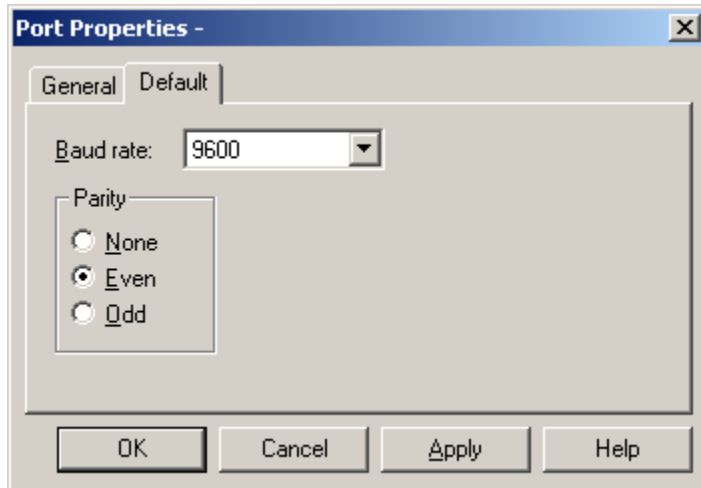 Port Properties -
General Default
Baud rate: 9600
Parity
None
Even
Odd
OK Cancel Apply Help